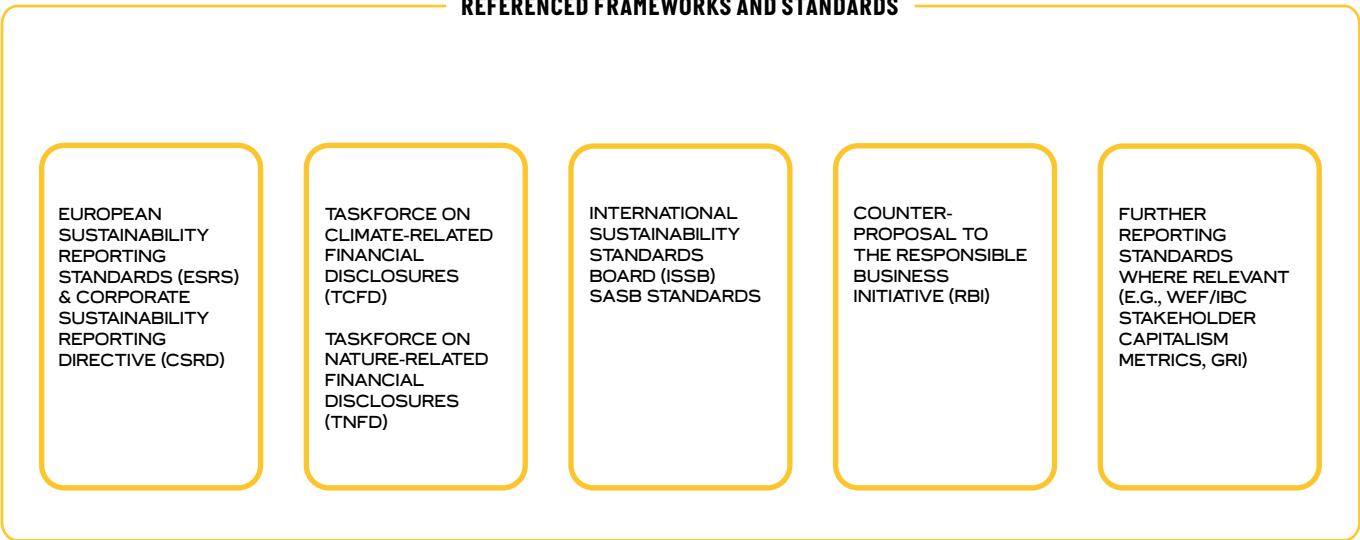 REFERENCED FRAMEWORKS AND STANDARDS
EUROPEAN
SUSTAINABILITY
REPORTING
STANDARDS (ESRS)
& CORPORATE
SUSTAINABILITY
REPORTING
DIRECTIVE (CSRD)
TASKFORCE ON
CLIMATE-RELATED
FINANCIAL
DISCLOSURES
(TCFD)
TASKFORCE ON
NATURE-RELATED
FINANCIAL
DISCLOSURES
(TNFD)
INTERNATIONAL
SUSTAINABILITY
STANDARDS
BOARD (ISSB)
SASB STANDARDS
COUNTER-
PROPOSAL TO
THE RESPONSIBLE
BUSINESS
INITIATIVE (RBI)
FURTHER
REPORTING
STANDARDS
WHERE RELEVANT
(E.G., WEF/IBC
STAKEHOLDER
CAPITALISM
METRICS, GRI)